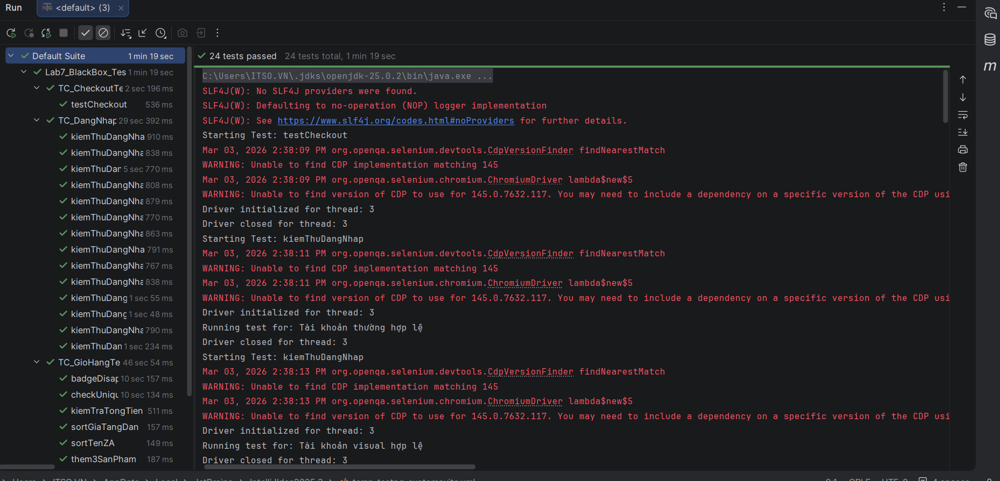 Run
<default> (3)
Default Suite 1 min 19 sec
Lab7_BlackBox_Tes 1 min 19 sec
TC_CheckoutTe 2 sec 196 ms
testCheckout 536 ms
TC_DangNhap 29 sec 392 ms
kiemThuDangNha 910 ms
kiemThuDangNha 838 ms
kiemThuDan 5 sec 770 ms
kiemThuDangNha 808 ms
kiemThuDangNha 879 ms
kiemThuDangNha 770 ms
kiemThuDangNha 863 ms
kiemThuDangNha 791 ms
kiemThuDangNha 767 ms
kiemThuDangNha 838 ms
kiemThuDang 1 sec 55 ms
kiemThuDang 1 sec 48 ms
kiemThuDangNha 790 ms
kiemThuDan 1 sec 234 ms
TC_GioHangTe 46 sec 54 ms
badgeDisap 10 sec 157 ms
checkUniqu 10 sec 134 ms
kiemTraTongTien 511 ms
sortGiaTangDan 157 ms
sortTenZA 149 ms
them3SanPham 187 ms
24 tests passed 24 tests total, 1 min 19 sec
C:\Users\ITSO.VN\.jdks\openjdk-25.0.2\bin\java.exe ...
SLF4J(W): No SLF4J providers were found.
SLF4J(W): Defaulting to no-operation (NOP) logger implementation
SLF4J(W): See https://www.slf4j.org/codes.html#noProviders for further details.
Starting Test: testCheckout
Mar 03, 2026 2:38:09 PM org.openqa.selenium.devtools.CdpVersionFinder findNearestMatch
WARNING: Unable to find CDP implementation matching 145
Mar 03, 2026 2:38:09 PM org.openqa.selenium.chromium.ChromiumDriver lambda$new$5
WARNING: Unable to find version of CDP to use for 145.0.7632.117. You may need to include a dependency on a specific version of the CDP usi
Driver initialized for thread: 3
Driver closed for thread: 3
Starting Test: kiemThuDangNhap
Mar 03, 2026 2:38:11 PM org.openqa.selenium.devtools.CdpVersionFinder findNearestMatch
WARNING: Unable to find CDP implementation matching 145
Mar 03, 2026 2:38:11 PM org.openqa.selenium.chromium.ChromiumDriver lambda$new$5
WARNING: Unable to find version of CDP to use for 145.0.7632.117. You may need to include a dependency on a specific version of the CDP usi
Driver initialized for thread: 3
Running test for: Tài khoản thường hợp lệ
Driver closed for thread: 3
Starting Test: kiemThuDangNhap
Mar 03, 2026 2:38:13 PM org.openqa.selenium.devtools.CdpVersionFinder findNearestMatch
WARNING: Unable to find CDP implementation matching 145
Mar 03, 2026 2:38:13 PM org.openqa.selenium.chromium.ChromiumDriver lambda$new$5
WARNING: Unable to find version of CDP to use for 145.0.7632.117. You may need to include a dependency on a specific version of the CDP usi
Driver initialized for thread: 3
Running test for: Tài khoản visual hợp lệ
Driver closed for thread: 3